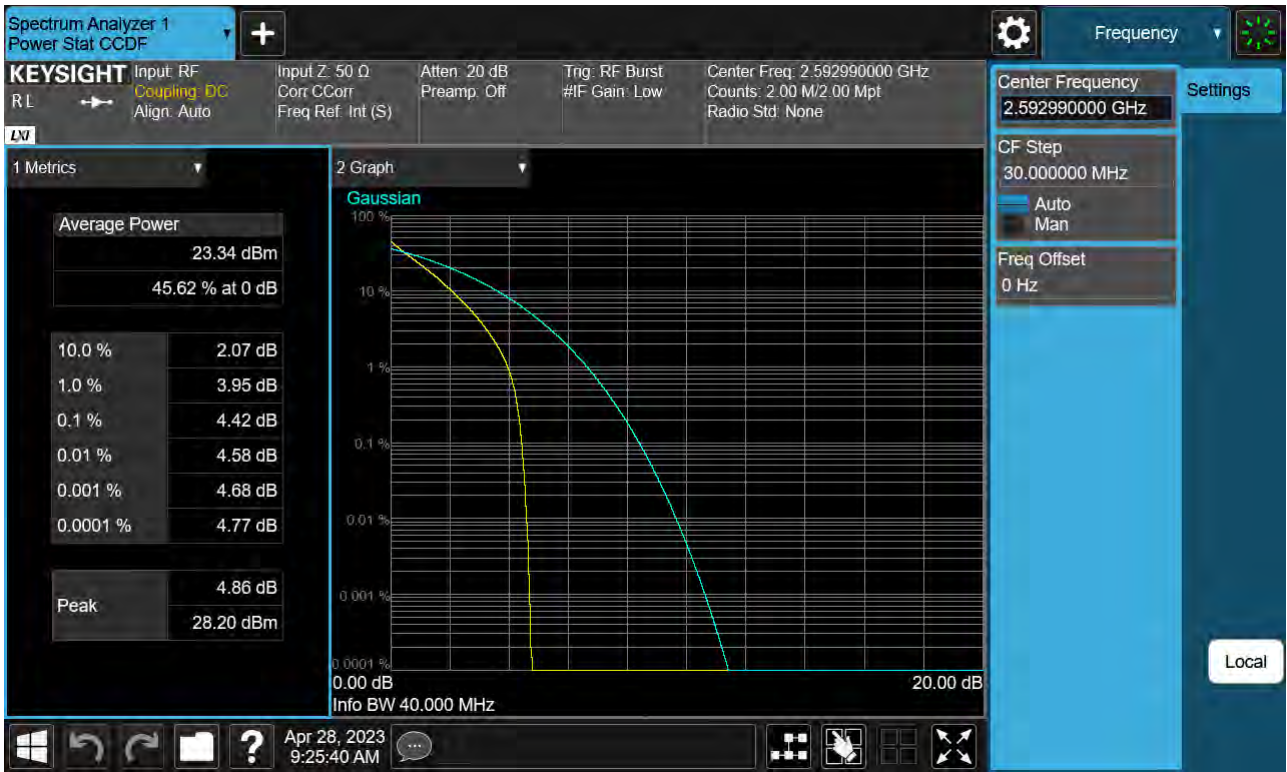 Spectrum Analyzer 1
Power Stat CCDF
+
Frequency
KEYSIGHT
RL
LXI
Input: RF
Coupling: DC
Align: Auto
Input Z: 50 Ω
Corr CCorr
Freq Ref: Int (S)
Atten: 20 dB
Preamp: Off
Trig: RF Burst
#IF Gain: Low
Center Freq: 2.592990000 GHz
Counts: 2.00 M/2.00 Mpt
Radio Std: None
1 Metrics
Average Power
23.34 dBm
45.62 % at 0 dB
10.0 % 2.07 dB
1.0 % 3.95 dB
0.1 % 4.42 dB
0.01 % 4.58 dB
0.001 % 4.68 dB
0.0001 % 4.77 dB
Peak
4.86 dB
28.20 dBm
2 Graph
Gaussian
100 %
10 %
1 %
0.1 %
0.01 %
0.001 %
0.0001 %
0.00 dB 20.00 dB
Info BW 40.000 MHz
Center Frequency
2.592990000 GHz
CF Step
30.000000 MHz
Auto
Man
Freq Offset
0 Hz
Settings
Local
?
Apr 28, 2023
9:25:40 AM